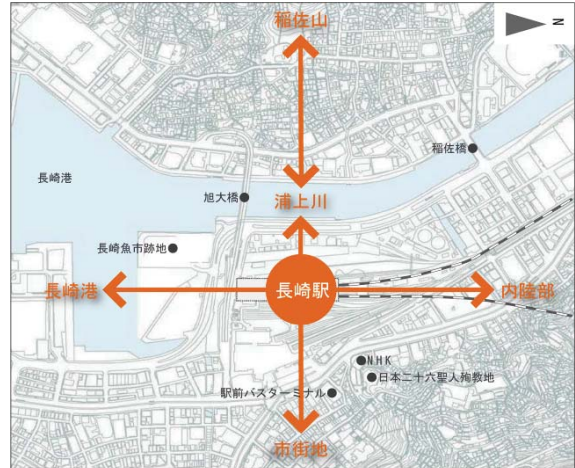 稲佐山
N
稲佐橋
長崎港
旭大橋
浦上川
長崎魚市跡地
長崎港
長崎駅
内陸部
NHK
日本二十六聖人殉教地
駅前バスターミナル
市街地